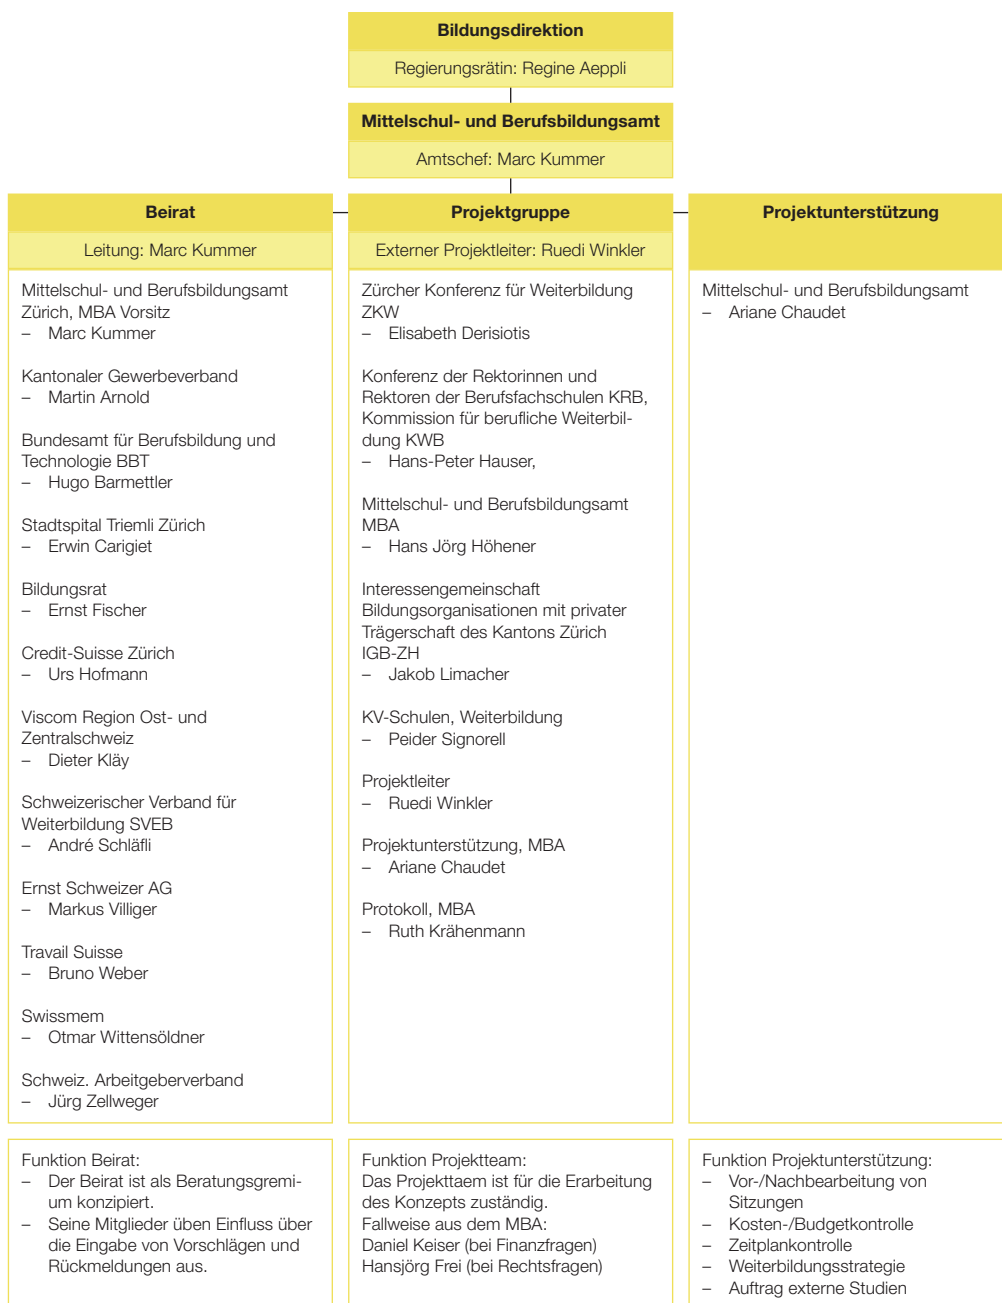 Bildungsdirektion
Regierungsrätin: Regine Aeppli
Mittelschul- und Berufsbildungsamt
Amtschef: Marc Kummer
Beirat
Leitung: Marc Kummer
Mittelschul- und Berufsbildungsamt
Zürich, MBA Vorsitz
– Marc Kummer
Kantonaler Gewerbeverband
– Martin Arnold
Bundesamt für Berufsbildung und
Technologie BBT
– Hugo Barmettler
Stadtspital Triemli Zürich
– Erwin Carigiet
Bildungsrat
– Ernst Fischer
Credit-Suisse Zürich
– Urs Hofmann
Viscom Region Ost- und
Zentralschweiz
– Dieter Kläy
Schweizerischer Verband für
Weiterbildung SVEB
– André Schläfli
Ernst Schweizer AG
– Markus Villiger
Travail Suisse
– Bruno Weber
Swissmem
– Otmar Wittensöldner
Schweiz. Arbeitgeberverband
– Jürg Zellweger
Funktion Beirat:
– Der Beirat ist als Beratungsgremi-
um konzipiert.
– Seine Mitglieder üben Einfluss über
die Eingabe von Vorschlägen und
Rückmeldungen aus.
Projektgruppe
Externer Projektleiter: Ruedi Winkler
Zürcher Konferenz für Weiterbildung
ZKW
– Elisabeth Derisiotis
Konferenz der Rektorinnen und
Rektoren der Berufsfachschulen KRB,
Kommission für berufliche Weiterbil-
dung KWB
– Hans-Peter Hauser,
Mittelschul- und Berufsbildungsamt
MBA
– Hans Jörg Höhener
Interessengemeinschaft
Bildungsorganisationen mit privater
Trägerschaft des Kantons Zürich
IGB-ZH
– Jakob Limacher
KV-Schulen, Weiterbildung
– Peider Signorell
Projektleiter
– Ruedi Winkler
Projektunterstützung, MBA
– Ariane Chaudet
Protokoll, MBA
– Ruth Krähenmann
Funktion Projektteam:
Das Projekttaem ist für die Erarbeitung
des Konzepts zuständig.
Fallweise aus dem MBA:
Daniel Keiser (bei Finanzfragen)
Hansjörg Frei (bei Rechtsfragen)
Projektunterstützung
Mittelschul- und Berufsbildungsamt
– Ariane Chaudet
Funktion Projektunterstützung:
– Vor-/Nachbearbeitung von
Sitzungen
– Kosten-/Budgetkontrolle
– Zeitplankontrolle
– Weiterbildungsstrategie
– Auftrag externe Studien